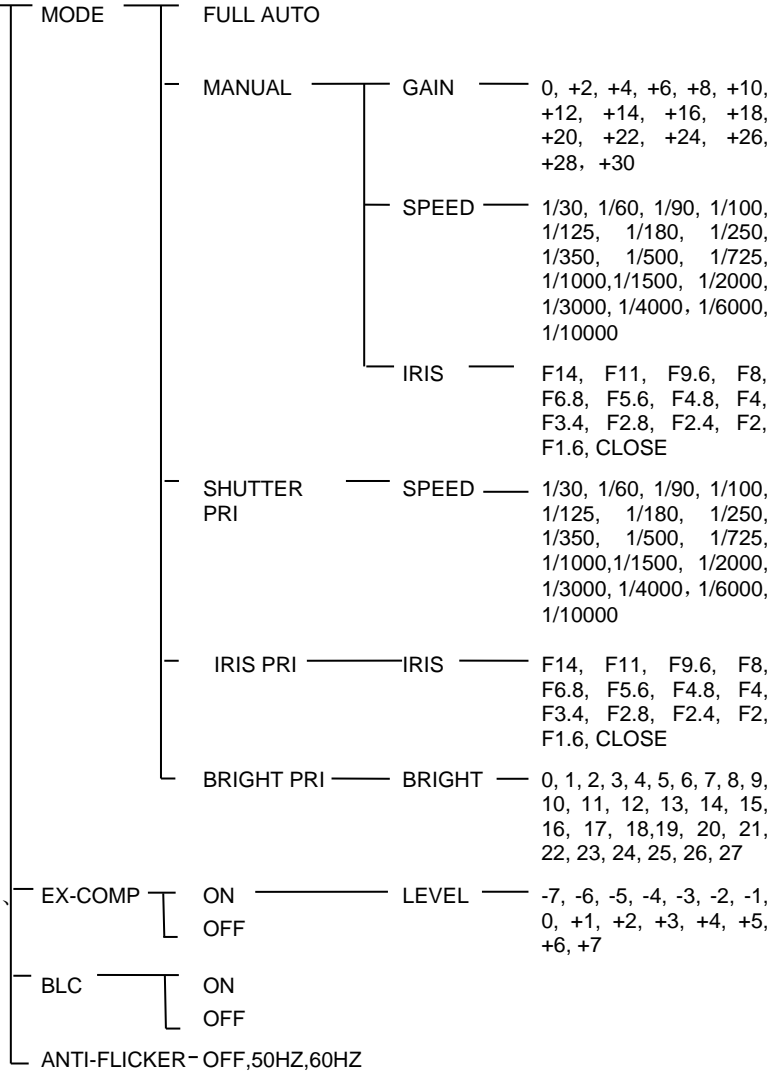 MODE FULL AUTO
MANUAL GAIN 0, +2, +4, +6, +8, +10,
+12, +14, +16, +18,
+20, +22, +24, +26,
+28，+30
SPEED 1/30, 1/60, 1/90, 1/100,
1/125, 1/180, 1/250,
1/350, 1/500, 1/725,
1/1000,1/1500, 1/2000,
1/3000, 1/4000，1/6000,
1/10000
IRIS F14, F11, F9.6, F8,
F6.8, F5.6, F4.8, F4,
F3.4, F2.8, F2.4, F2,
F1.6, CLOSE
SHUTTER SPEED 1/30, 1/60, 1/90, 1/100,
PRI 1/125, 1/180, 1/250,
1/350, 1/500, 1/725,
1/1000,1/1500, 1/2000,
1/3000, 1/4000，1/6000,
1/10000
IRIS PRI IRIS F14, F11, F9.6, F8,
F6.8, F5.6, F4.8, F4,
F3.4, F2.8, F2.4, F2,
F1.6, CLOSE
BRIGHT PRI BRIGHT 0, 1, 2, 3, 4, 5, 6, 7, 8, 9,
10, 11, 12, 13, 14, 15,
16, 17, 18,19, 20, 21,
22, 23, 24, 25, 26, 27
、 EX-COMP ON LEVEL -7, -6, -5, -4, -3, -2, -1,
OFF 0, +1, +2, +3, +4, +5,
+6, +7
BLC ON
OFF
ANTI-FLICKER OFF,50HZ,60HZ